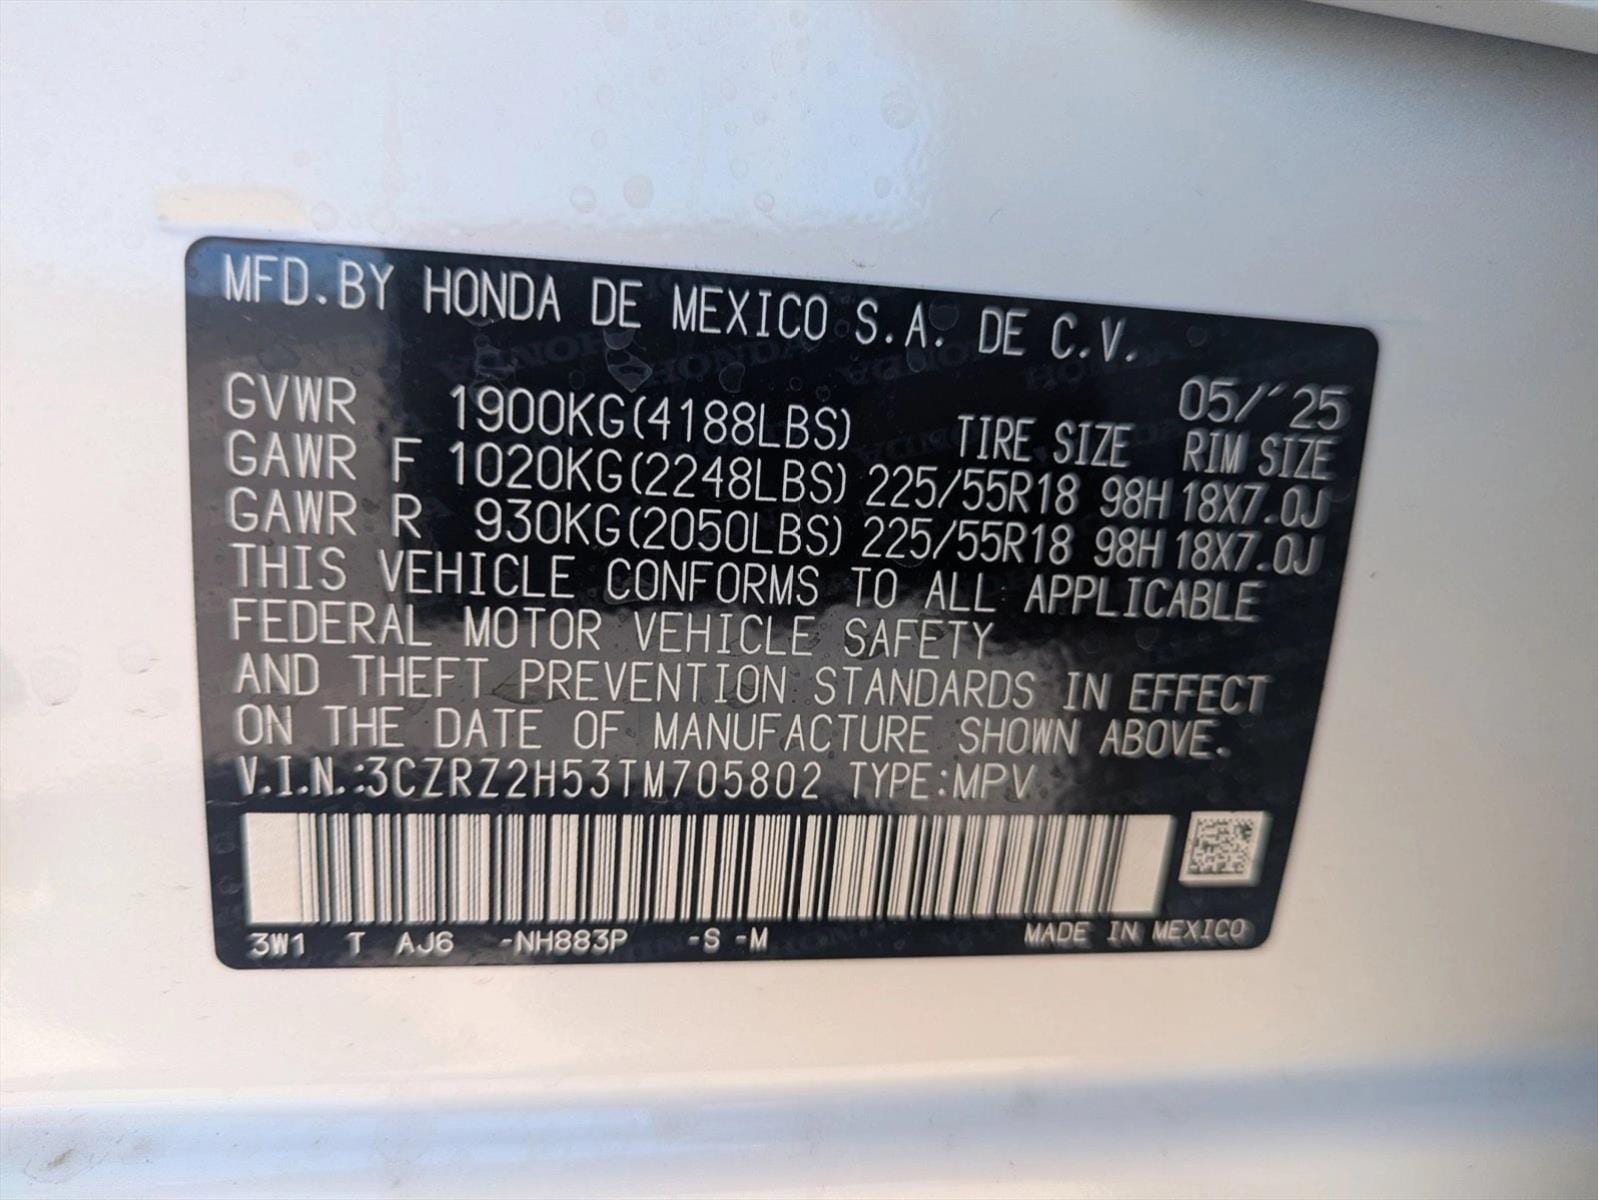 MFD.BY HONDA DE MEXICO S.A. DE C.V.
05/'25
GVWR 1900KG(4188LBS) TIRE SIZE RIM SIZE
GAWR F 1020KG(2248LBS) 225/55R18 98H 18X7.0J
GAWR R 930KG(2050LBS) 225/55R18 98H 18X7.0J
THIS VEHICLE CONFORMS TO ALL APPLICABLE
FEDERAL MOTOR VEHICLE SAFETY
AND THEFT PREVENTION STANDARDS IN EFFECT
ON THE DATE OF MANUFACTURE SHOWN ABOVE.
V.I.N.:3CZRZ2H53TM705802 TYPE:MPV
3W1 T AJ6 -NH883P -S -M MADE IN MEXICO